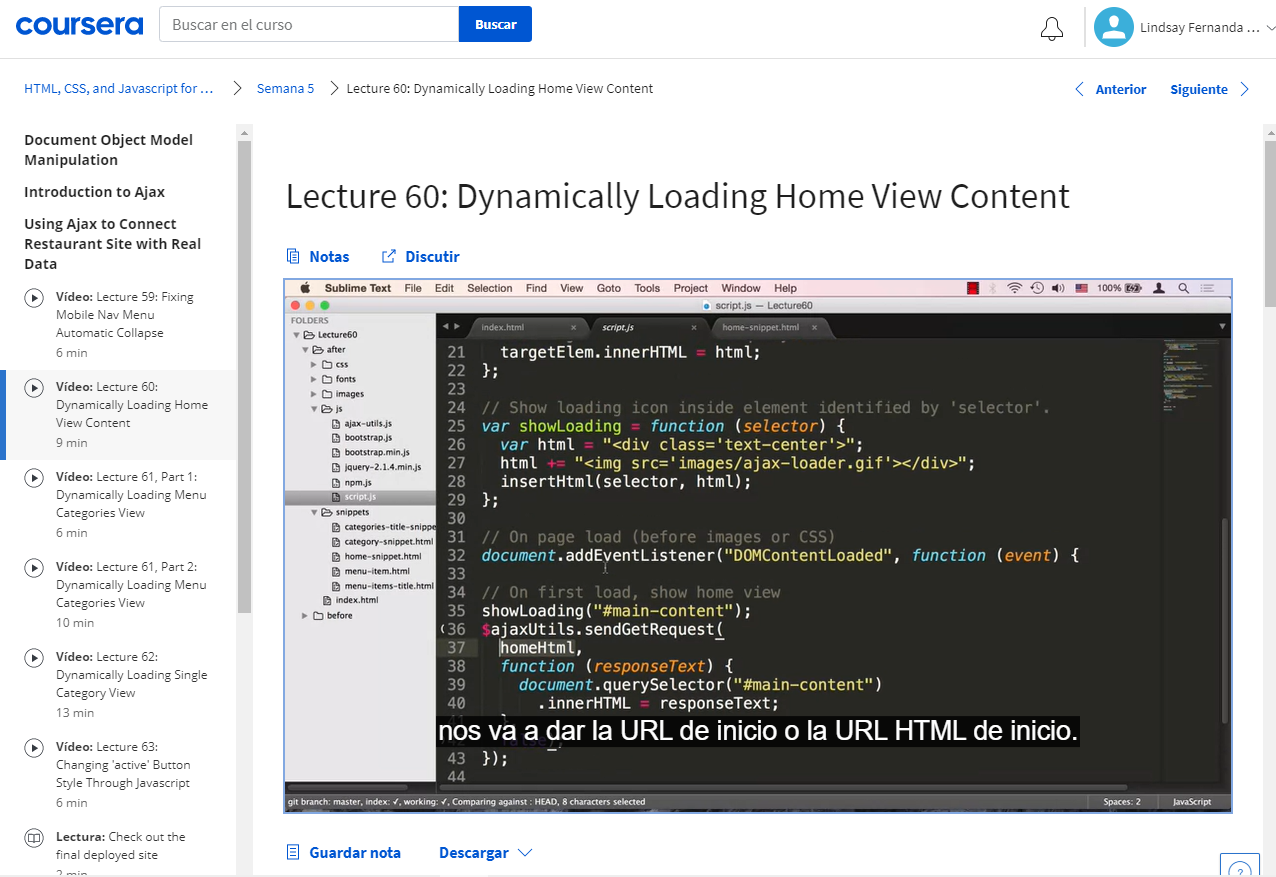 coursera
Buscar en el curso
Buscar
Lindsay Fernanda ...
HTML, CSS, and Javascript for ...
Semana 5
Lecture 60: Dynamically Loading Home View Content
Anterior
Siguiente
Document Object Model
Manipulation
Introduction to Ajax
Using Ajax to Connect
Restaurant Site with Real
Data
Vídeo: Lecture 59: Fixing
Mobile Nav Menu
Automatic Collapse
6 min
Vídeo: Lecture 60:
Dynamically Loading Home
View Content
9 min
Vídeo: Lecture 61, Part 1:
Dynamically Loading Menu
Categories View
6 min
Vídeo: Lecture 61, Part 2:
Dynamically Loading Menu
Categories View
10 min
Vídeo: Lecture 62:
Dynamically Loading Single
Category View
13 min
Vídeo: Lecture 63:
Changing 'active' Button
Style Through Javascript
6 min
Lectura: Check out the
final deployed site
2 min
Lecture 60: Dynamically Loading Home View Content
Notas
Discutir
Sublime Text File Edit Selection Find View Goto Tools Project Window Help
100%
script.js — Lecture60
FOLDERS
Lecture60
after
css
fonts
images
js
ajax-utils.js
bootstrap.js
bootstrap.min.js
jquery-2.1.4.min.js
npm.js
script.js
snippets
categories-title-snippe
category-snippet.html
home-snippet.html
menu-item.html
menu-items-title.html
index.html
before
index.html
script.js
home-snippet.html
21 targetElem.innerHTML = html;
22 };
23
24 // Show loading icon inside element identified by 'selector'.
25 var showLoading = function (selector) {
26 var html = "<div class='text-center'>";
27 html += "<img src='images/ajax-loader.gif'></div>";
28 insertHtml(selector, html);
29 };
30
31 // On page load (before images or CSS)
32 document.addEventListener("DOMContentLoaded", function (event) {
33
34 // On first load, show home view
35 showLoading("#main-content");
36 $ajaxUtils.sendGetRequest(
37 homeHtml,
38 function (responseText) {
39 document.querySelector("#main-content")
40 .innerHTML = responseText;
nos va a dar la URL de inicio o la URL HTML de inicio.
43 });
44
git branch: master, index: ✓, working: ✓, Comparing against : HEAD, 8 characters selected
Spaces: 2
JavaScript
Guardar nota
Descargar
?